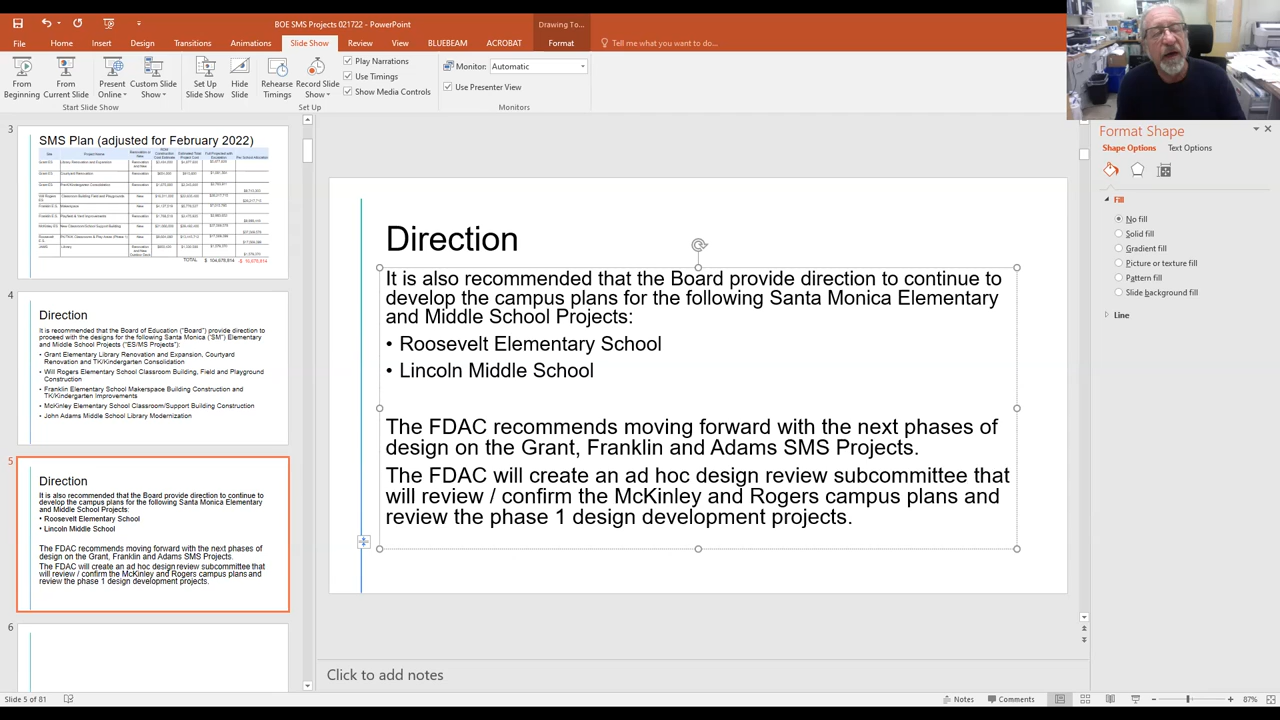 BOE SMS Projects 021722 - PowerPoint
Drawing To...
File
Home
Insert
Design
Transitions
Animations
Slide Show
Review
View
BLUEBEAM
ACROBAT
Format
Tell me what you want to do...
From Beginning
From Current Slide
Present Online
Custom Slide Show
Start Slide Show
Set Up Slide Show
Hide Slide
Rehearse Timings
Record Slide Show
Play Narrations
Use Timings
Show Media Controls
Set Up
Monitor: Automatic
Use Presenter View
Monitors
3
SMS Plan (adjusted for February 2022)
TOTAL
4
Direction
It is recommended that the Board of Education ("Board") provide direction to
proceed with the designs for the following Santa Monica ("SM") Elementary
and Middle School Projects ("ES/MS Projects"):
• Grant Elementary Library Renovation and Expansion, Courtyard
Renovation and TK/Kindergarten Consolidation
• Will Rogers Elementary School Classroom Building, Field and Playground
Construction
• Franklin Elementary School Makerspace Building Construction and
TK/Kindergarten Improvements
• McKinley Elementary School Classroom/Support Building Construction
• John Adams Middle School Library Modernization
5
Direction
It is also recommended that the Board provide direction to continue to
develop the campus plans for the following Santa Monica Elementary
and Middle School Projects:
• Roosevelt Elementary School
• Lincoln Middle School
The FDAC recommends moving forward with the next phases of
design on the Grant, Franklin and Adams SMS Projects.
The FDAC will create an ad hoc design review subcommittee that
will review / confirm the McKinley and Rogers campus plans and
review the phase 1 design development projects.
6
Direction
It is also recommended that the Board provide direction to continue to
develop the campus plans for the following Santa Monica Elementary
and Middle School Projects:
• Roosevelt Elementary School
• Lincoln Middle School
The FDAC recommends moving forward with the next phases of
design on the Grant, Franklin and Adams SMS Projects.
The FDAC will create an ad hoc design review subcommittee that
will review / confirm the McKinley and Rogers campus plans and
review the phase 1 design development projects.
Click to add notes
Format Shape
Shape Options
Text Options
Fill
No fill
Solid fill
Gradient fill
Picture or texture fill
Pattern fill
Slide background fill
Line
Slide 5 of 81
Notes
Comments
87%